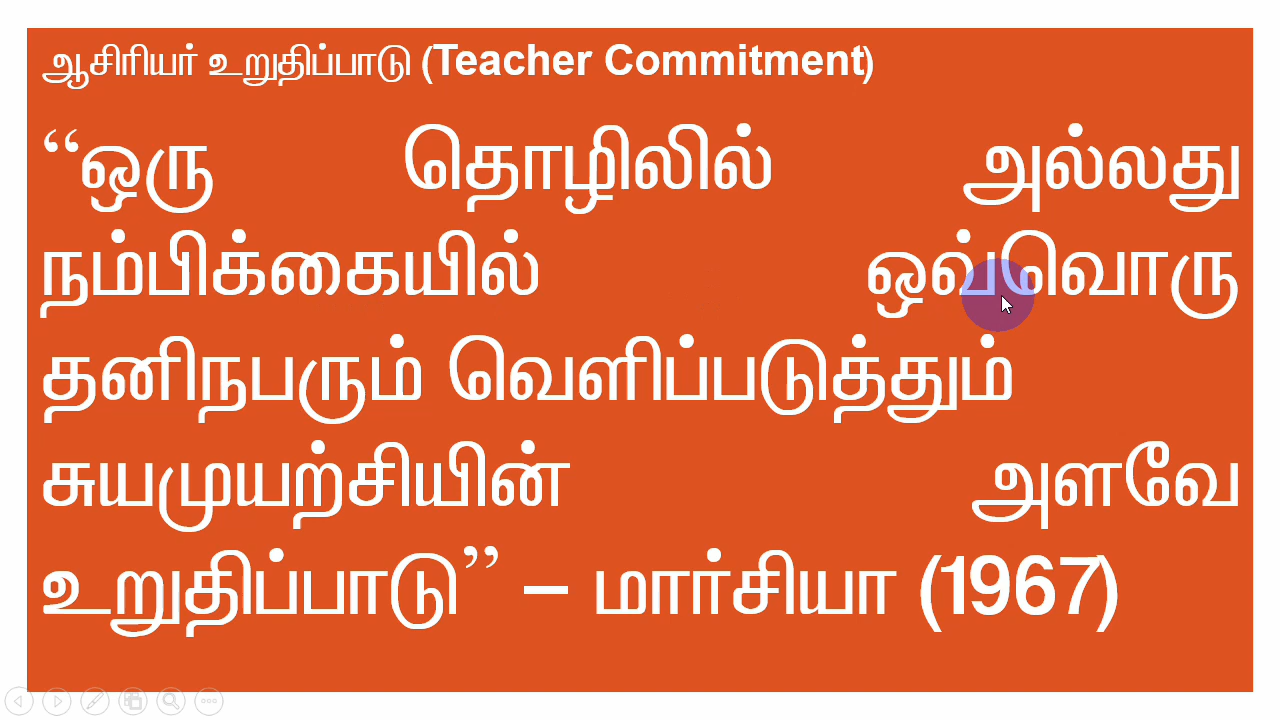 ஆசிரியர் உறுதிப்பாடு (Teacher Commitment)
“ஒரு தொழிலில் அல்லது
நம்பிக்கையில் ஒவ்வொரு
தனிநபரும் வெளிப்படுத்தும்
சுயமுயற்சியின் அளவே
உறுதிப்பாடு” – மார்சியா (1967)